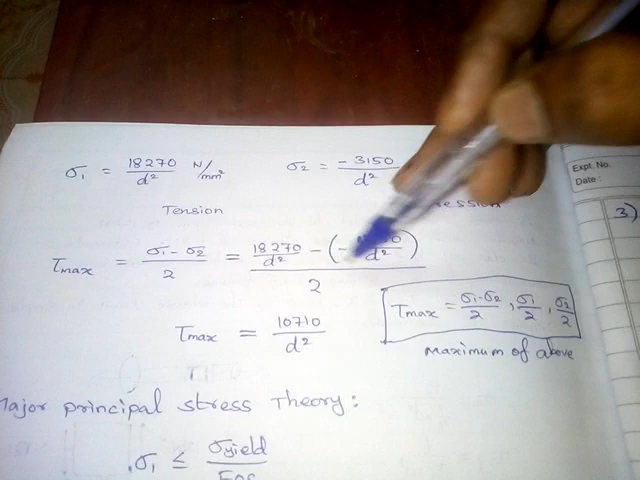 σ₁ = 18270/d² N/mm² σ₂ = -3150/d²
Tension
τmax = σ₁ - σ₂/2 = 18270/d² - (- /d²)/2
τmax = 10710/d²
τmax = σ₁-σ₂/2 , σ₁/2 , σ₂/2
Maximum of above
Major principal stress Theory:
σ₁ ≤ σyield/FOS
Expt. No.
Date :
3)